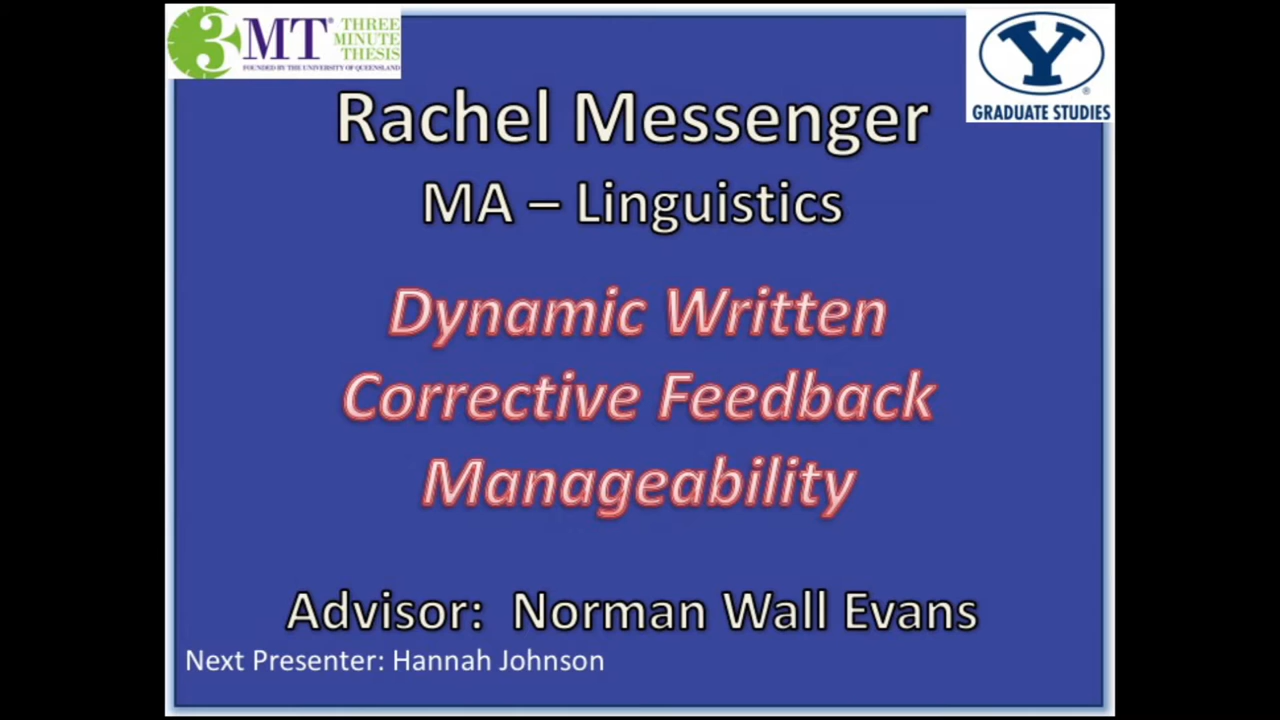 3MT® THREE
MINUTE
THESIS
FOUNDED BY THE UNIVERSITY OF QUEENSLAND
Y
®
GRADUATE STUDIES
Rachel Messenger
MA – Linguistics
Dynamic Written
Corrective Feedback
Manageability
Advisor: Norman Wall Evans
Next Presenter: Hannah Johnson